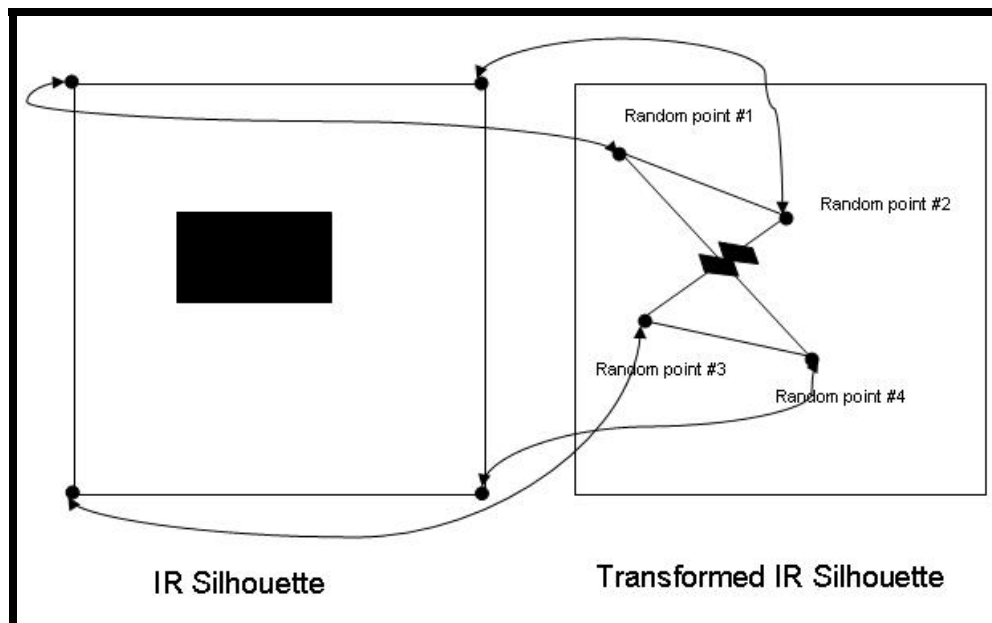 Random point #1
Random point #2
Random point #3
Random point #4
IR Silhouette
Transformed IR Silhouette